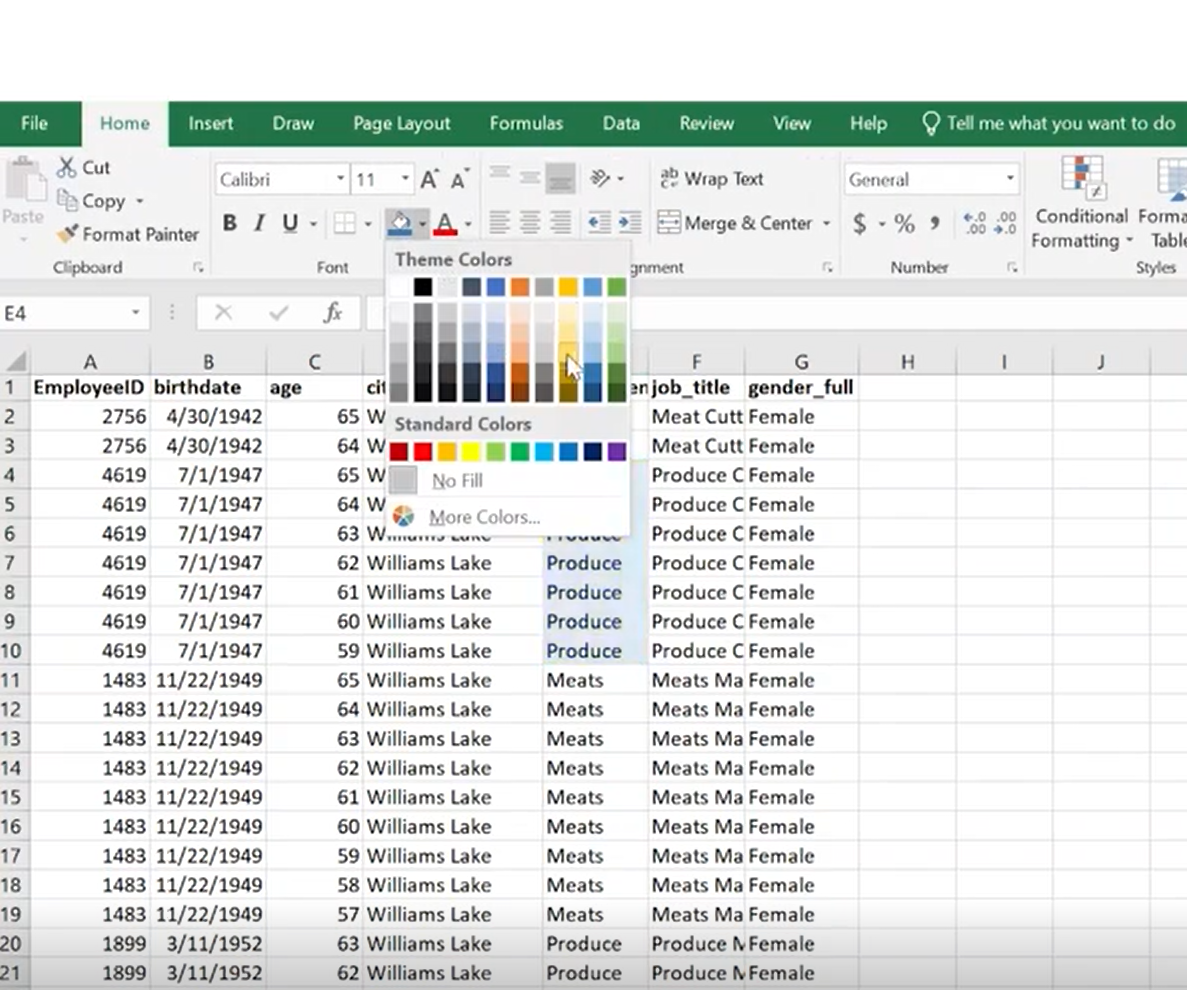 File Home Insert Draw Page Layout Formulas Data Review View Help Tell me what you want to do
Cut
Copy
Paste
Format Painter
Clipboard
Calibri 11
B I U
Font
ab Wrap Text
Merge & Center
General
$ % , .00
Number
Conditional
Formatting
Styles
Theme Colors
Standard Colors
No Fill
More Colors...
E4 fx
A B C F G H I J
1 EmployeeID birthdate age job_title gender_full
2 2756 4/30/1942 65 W Meat Cutt Female
3 2756 4/30/1942 64 W Meat Cutt Female
4 4619 7/1/1947 65 W Produce C Female
5 4619 7/1/1947 64 W Produce C Female
6 4619 7/1/1947 63 Williams Lake Produce Produce C Female
7 4619 7/1/1947 62 Williams Lake Produce Produce C Female
8 4619 7/1/1947 61 Williams Lake Produce Produce C Female
9 4619 7/1/1947 60 Williams Lake Produce Produce C Female
10 4619 7/1/1947 59 Williams Lake Produce Produce C Female
11 1483 11/22/1949 65 Williams Lake Meats Meats Ma Female
12 1483 11/22/1949 64 Williams Lake Meats Meats Ma Female
13 1483 11/22/1949 63 Williams Lake Meats Meats Ma Female
14 1483 11/22/1949 62 Williams Lake Meats Meats Ma Female
15 1483 11/22/1949 61 Williams Lake Meats Meats Ma Female
16 1483 11/22/1949 60 Williams Lake Meats Meats Ma Female
17 1483 11/22/1949 59 Williams Lake Meats Meats Ma Female
18 1483 11/22/1949 58 Williams Lake Meats Meats Ma Female
19 1483 11/22/1949 57 Williams Lake Meats Meats Ma Female
20 1899 3/11/1952 63 Williams Lake Produce Produce M Female
21 1899 3/11/1952 62 Williams Lake Produce Produce M Female